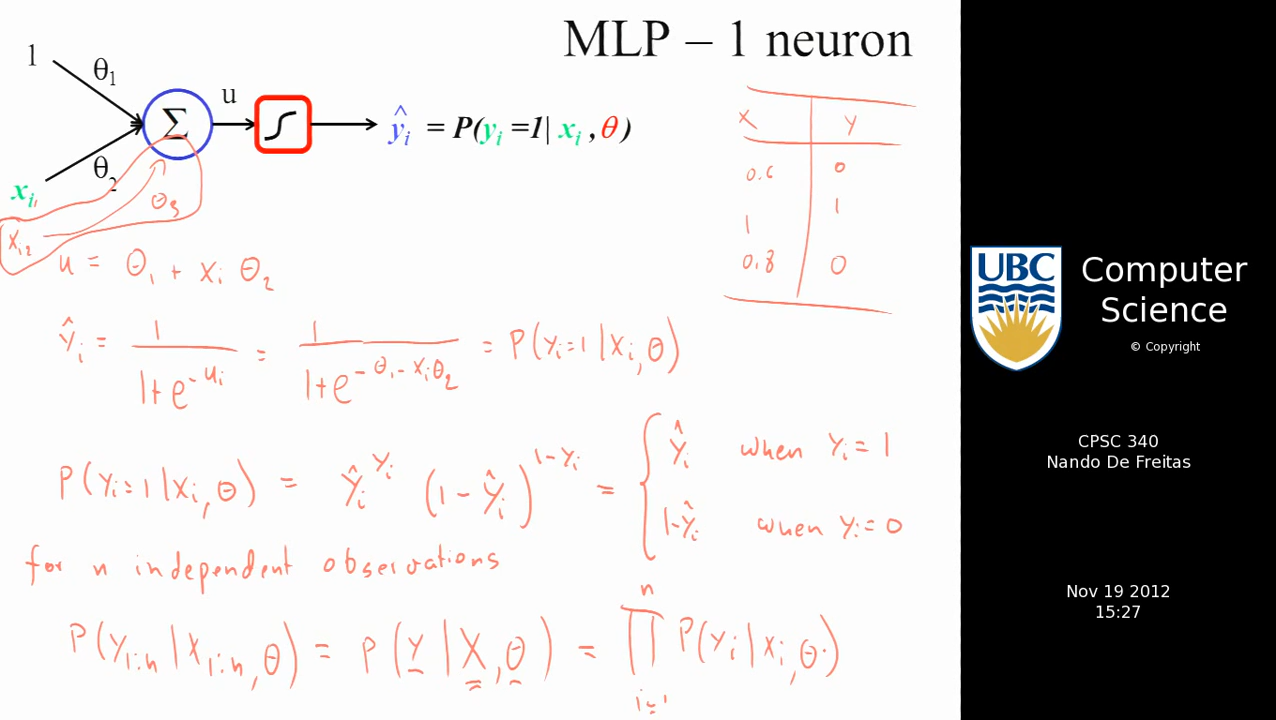 MLP – 1 neuron
1
θ1
u
Σ
ŷi = P(yi =1| xi , θ)
θ2
xi
θ3
xi2
x y
0.6 0
1 1
0.8 0
u = θ1 + xi θ2
ŷi = 1 / (1+e^-ui) = 1 / (1+e^(-θ1-xiθ2)) = P(yi=1|xi,θ)
P(yi=1|xi,θ) = ŷi^yi (1-ŷi)^(1-yi) = { ŷi when yi=1
1-ŷi when yi=0
for n independent observations
P(y1:n|x1:n,θ) = P(y|X,θ) = ∏ i=1 n P(yi|xi,θ)
UBC
Computer
Science
© Copyright
CPSC 340
Nando De Freitas
Nov 19 2012
15:27